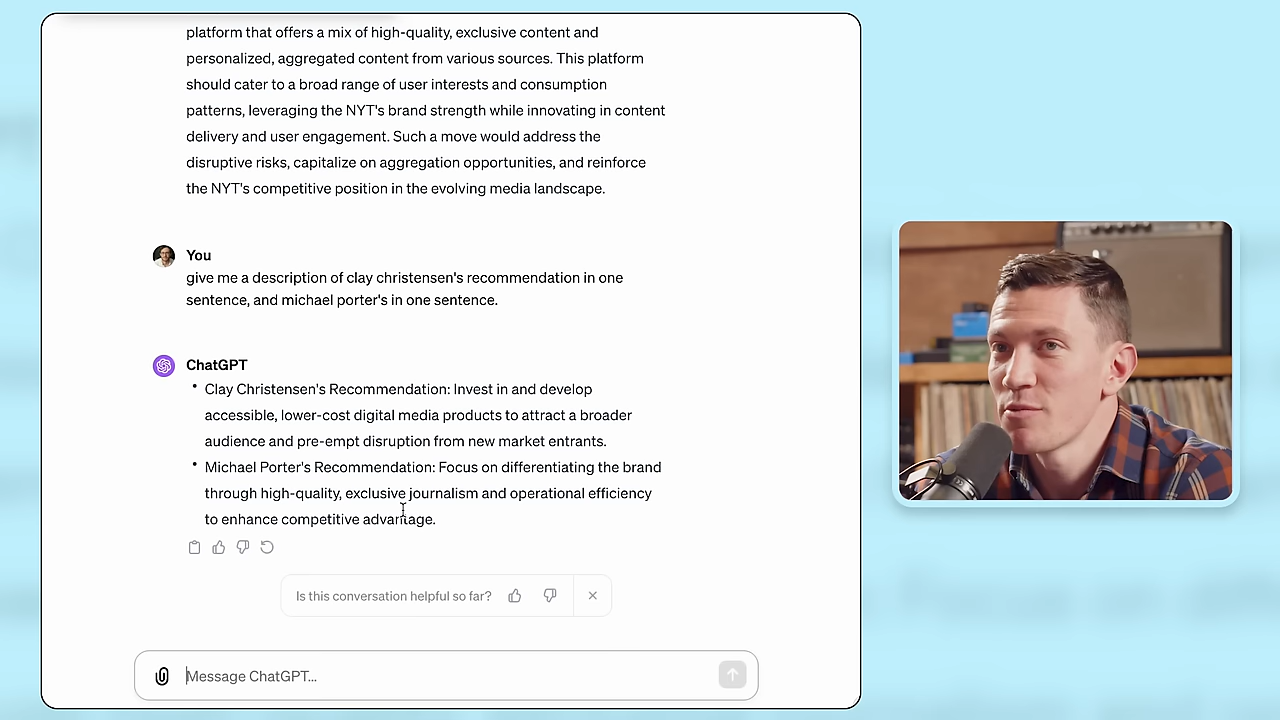 platform that offers a mix of high-quality, exclusive content and
personalized, aggregated content from various sources. This platform
should cater to a broad range of user interests and consumption
patterns, leveraging the NYT's brand strength while innovating in content
delivery and user engagement. Such a move would address the
disruptive risks, capitalize on aggregation opportunities, and reinforce
the NYT's competitive position in the evolving media landscape.
You
give me a description of clay christensen's recommendation in one
sentence, and michael porter's in one sentence.
ChatGPT
• Clay Christensen's Recommendation: Invest in and develop
accessible, lower-cost digital media products to attract a broader
audience and pre-empt disruption from new market entrants.
• Michael Porter's Recommendation: Focus on differentiating the brand
through high-quality, exclusive journalism and operational efficiency
to enhance competitive advantage.
Is this conversation helpful so far?
Message ChatGPT...